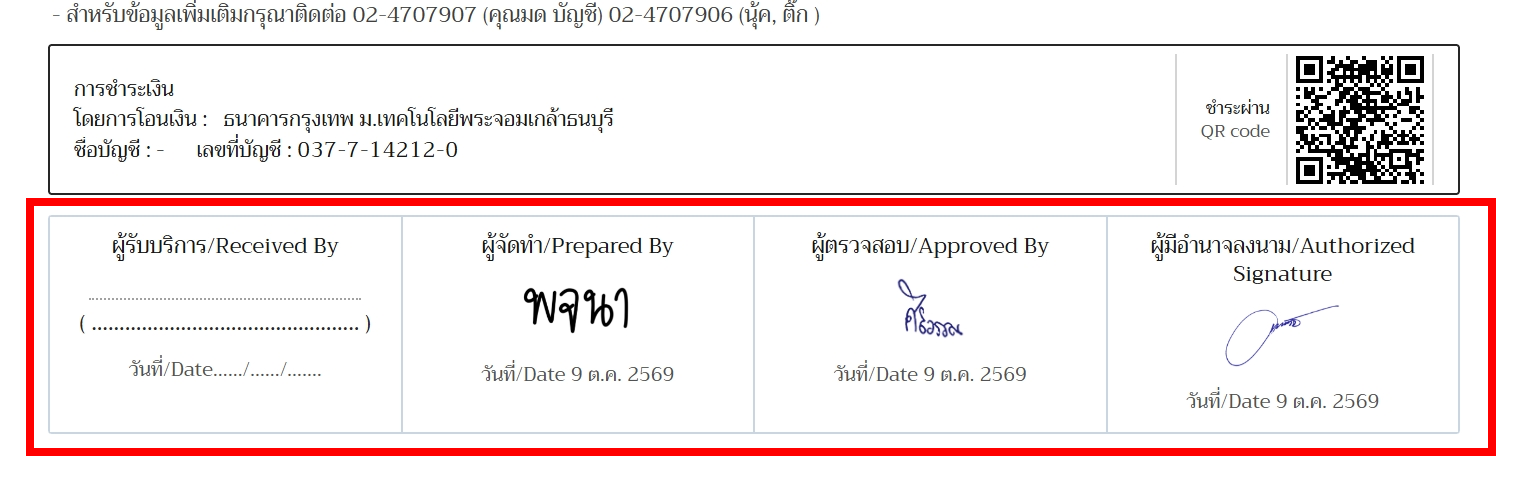 - สำหรับข้อมูลเพิ่มเติมกรุณาติดต่อ 02-4707907 (คุณมด บัญชี) 02-4707906 (นุ้ค, ติ๊ก )
การชำระเงิน
โดยการโอนเงิน : ธนาคารกรุงเทพ ม.เทคโนโลยีพระจอมเกล้าธนบุรี
ชื่อบัญชี : - เลขที่บัญชี : 037-7-14212-0
ชำระผ่าน
QR code
ผู้รับบริการ/Received By
( ................................................ )
วันที่/Date....../....../.......
ผู้จัดทำ/Prepared By
พจนา
วันที่/Date 9 ต.ค. 2569
ผู้ตรวจสอบ/Approved By
ศิริวรรณ
วันที่/Date 9 ต.ค. 2569
ผู้มีอำนาจลงนาม/Authorized
Signature
วันที่/Date 9 ต.ค. 2569